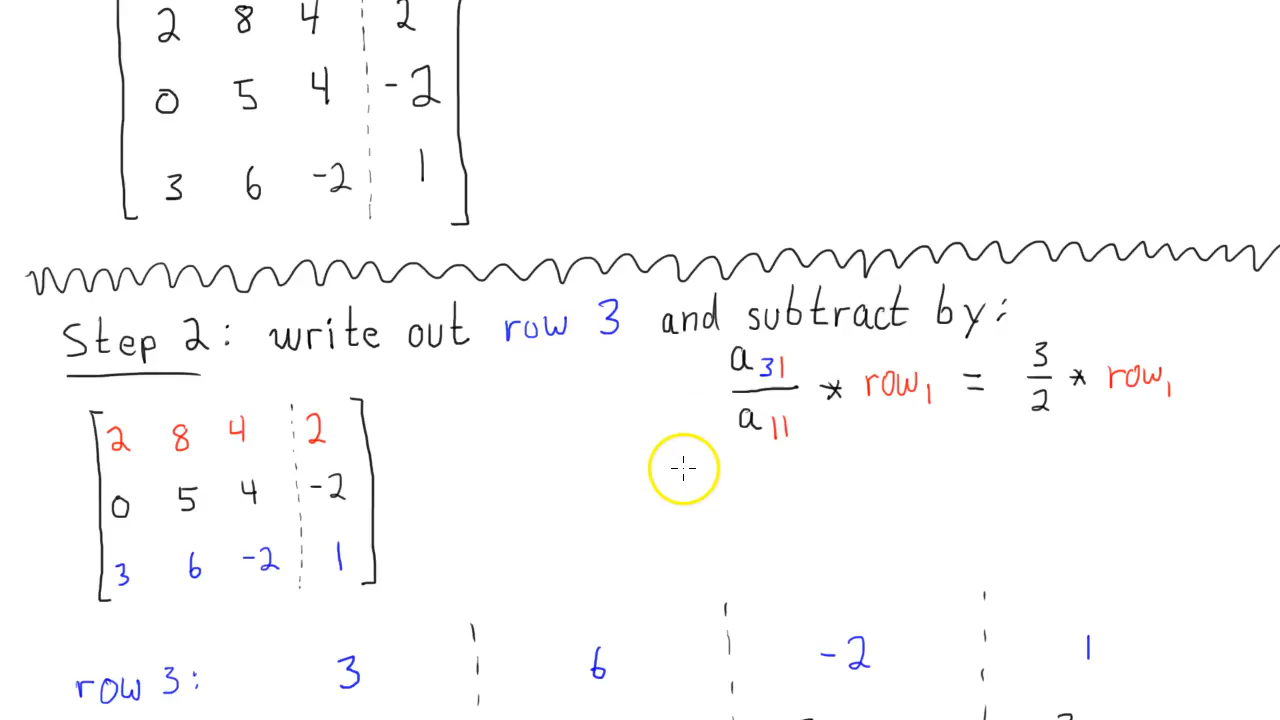 2 8 4 2
0 5 4 -2
3 6 -2 1
Step 2: write out row 3 and subtract by:
a31/a11 * row1 = 3/2 * row1
2 8 4 2
0 5 4 -2
3 6 -2 1
row 3: 3 6 -2 1